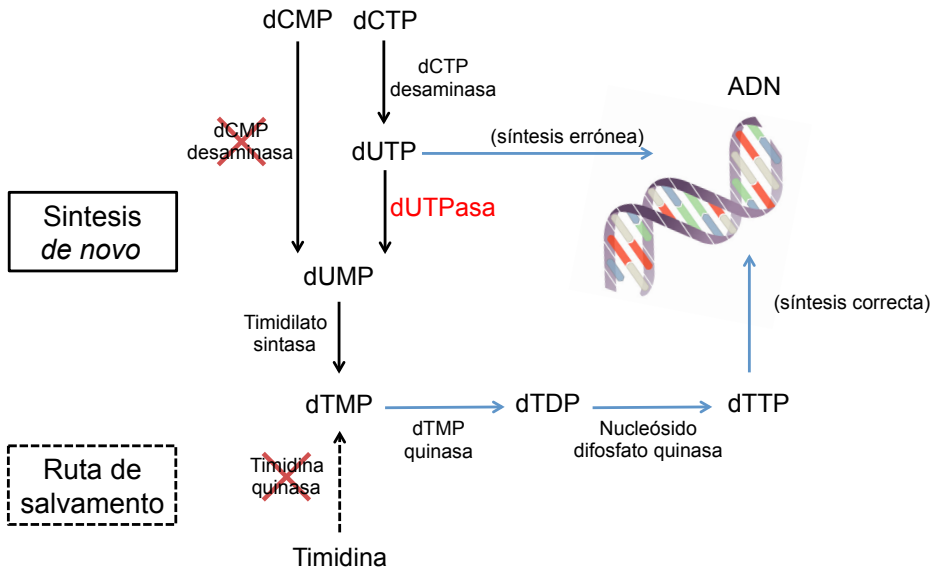 dCMP
dCTP
dCTP
desaminasa
ADN
dCMP
desaminasa
dUTP
(síntesis errónea)
dUTPasa
Sintesis
de novo
dUMP
(síntesis correcta)
Timidilato
sintasa
dTMP
dTDP
dTTP
dTMP
quinasa
Nucleósido
difosfato quinasa
Timidina
quinasa
Ruta de
salvamento
Timidina